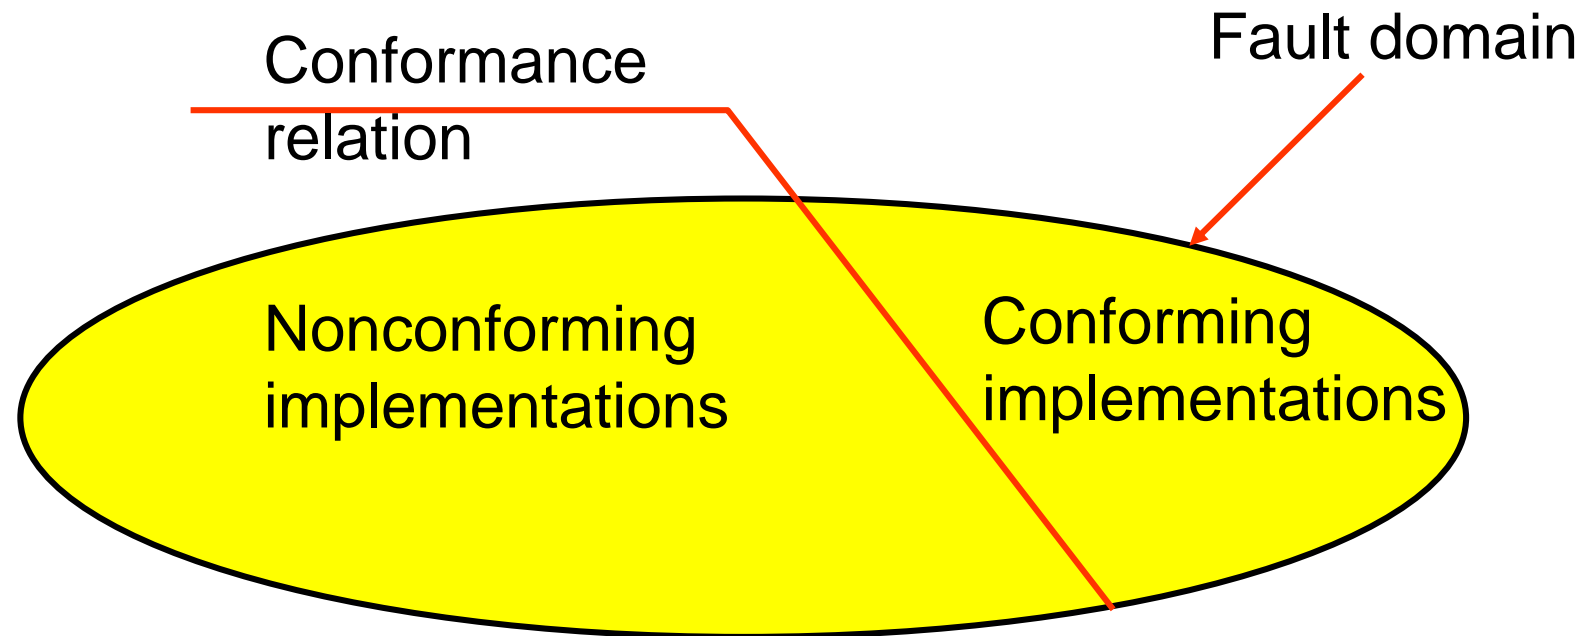 Conformance
relation
Fault domain
Nonconforming
implementations
Conforming
implementations